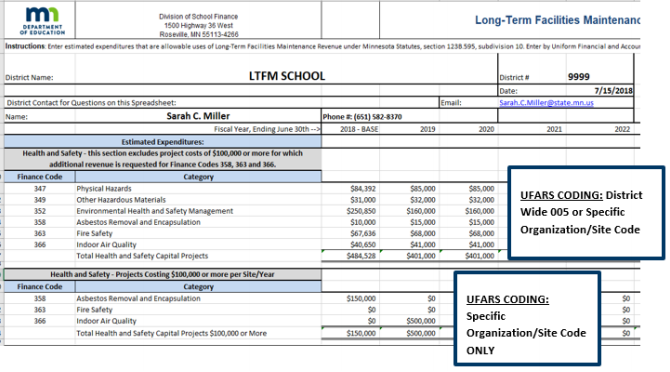 DEPARTMENT
OF EDUCATION
Division of School Finance
1500 Highway 36 West
Roseville, MN 55113-4266
Long-Term Facilities Maintenanc
Instructions: Enter estimated expenditures that are allowable uses of Long-Term Facilities Maintenance Revenue under Minnesota Statutes, section 123B.595, subdivision 10. Enter by Uniform Financial and Accou
District Name: LTFM SCHOOL District # 9999
Date: 7/15/2018
District Contact for Questions on this Spreadsheet: Email: Sarah.C.Miller@state.mn.us
Name: Sarah C. Miller Phone #: (651) 582-8370
Fiscal Year, Ending June 30th --> 2018 - BASE 2019 2020 2021 2022
Estimated Expenditures:
Health and Safety - this section excludes project costs of $100,000 or more for which
additional revenue is requested for Finance Codes 358, 363 and 366.
Finance Code Category
347 Physical Hazards $84,392 $85,000 $85,000
349 Other Hazardous Materials $31,000 $32,000 $32,000
352 Environmental Health and Safety Management $250,850 $160,000 $160,000
358 Asbestos Removal and Encapsulation $10,000 $15,000 $15,000
363 Fire Safety $67,636 $68,000 $68,000
366 Indoor Air Quality $40,650 $41,000 $41,000
Total Health and Safety Capital Projects $484,528 $401,000 $401,000
UFARS CODING: District
Wide 005 or Specific
Organization/Site Code
Health and Safety - Projects Costing $100,000 or more per Site/Year
Finance Code Category
358 Asbestos Removal and Encapsulation $150,000 $0 $0
363 Fire Safety $0 $0 $0
366 Indoor Air Quality $0 $500,000 $0
Total Health and Safety Capital Projects $100,000 or More $150,000 $500,000 $0
UFARS CODING:
Specific
Organization/Site Code
ONLY